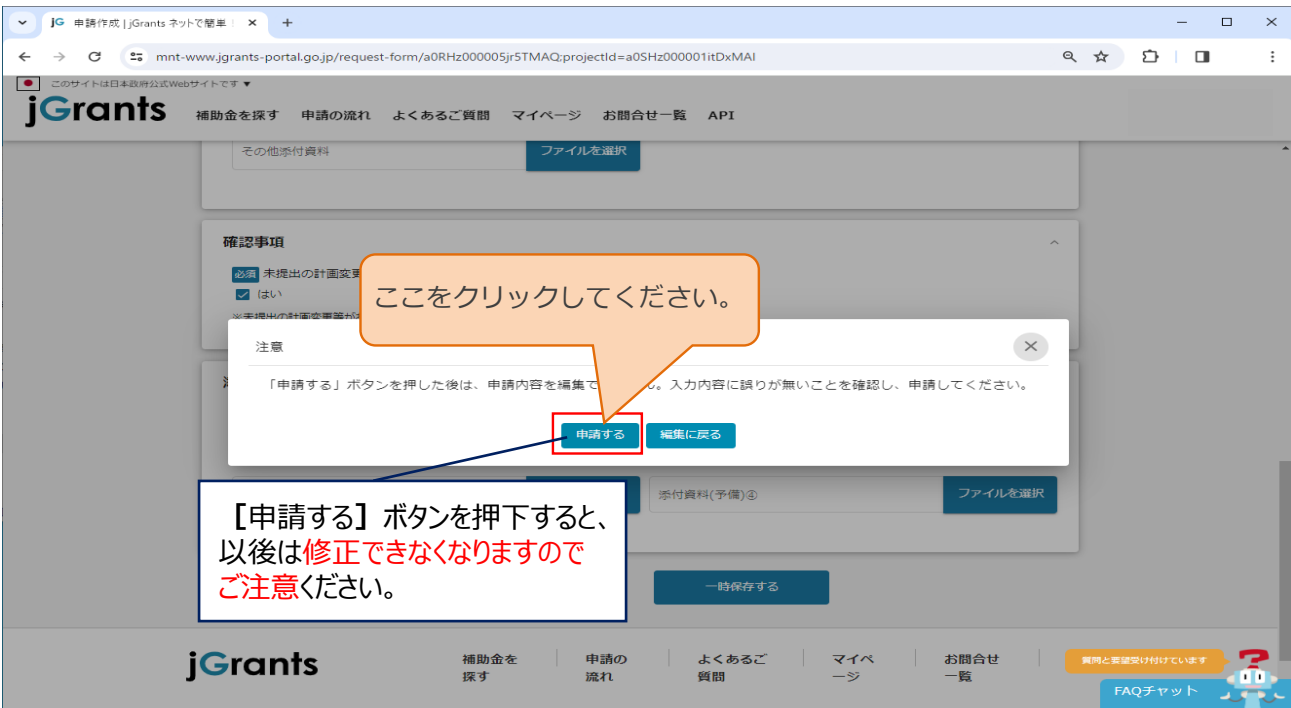 jG 申請作成 | jGrants ネットで簡単！
mnt-www.jgrants-portal.go.jp/request-form/a0RHz000005jr5TMAQ;projectId=a0SHz000001itDxMAI
このサイトは日本政府公式Webサイトです ▼
jGrants 補助金を探す 申請の流れ よくあるご質問 マイページ お問合せ一覧 API
その他添付資料 ファイルを選択
確認事項
必須 未提出の計画変更
はい
※未提出の計画変更等が
ここをクリックしてください。
注意
「申請する」ボタンを押した後は、申請内容を編集で ん。入力内容に誤りが無いことを確認し、申請してください。
申請する 編集に戻る
添付資料(予備)④ ファイルを選択
［申請する］ボタンを押下すると、
以後は修正できなくなりますので
ご注意ください。
一時保存する
jGrants
補助金を
探す
申請の
流れ
よくあるご
質問
マイペ
ージ
お問合せ
一覧
質問と要望受け付けています
FAQチャット